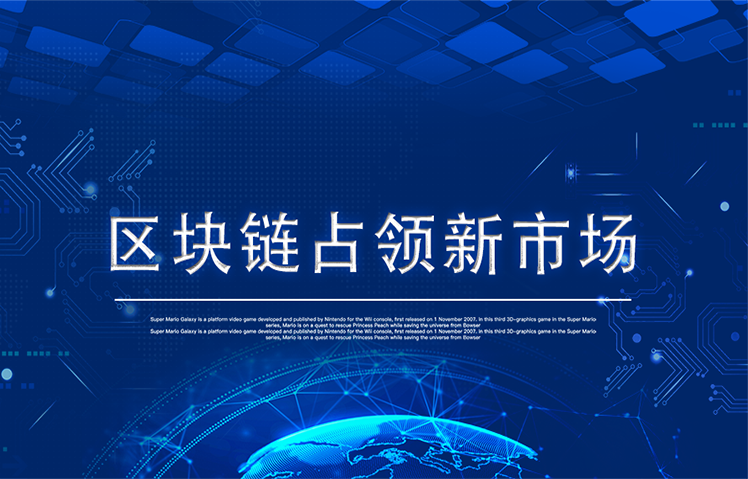 区块链占领新市场
Super Mario Galaxy is a platform video game developed and published by Nintendo for the Wii console, first released on 1 November 2007. In this third 3D-graphics game in the Super Mario
series, Mario is on a quest to rescue Princess Peach while saving the universe from Bowser
Super Mario Galaxy is a platform video game developed and published by Nintendo for the Wii console, first released on 1 November 2007. In this third 3D-graphics game in the Super Mario
series, Mario is on a quest to rescue Princess Peach while saving the universe from Bowser